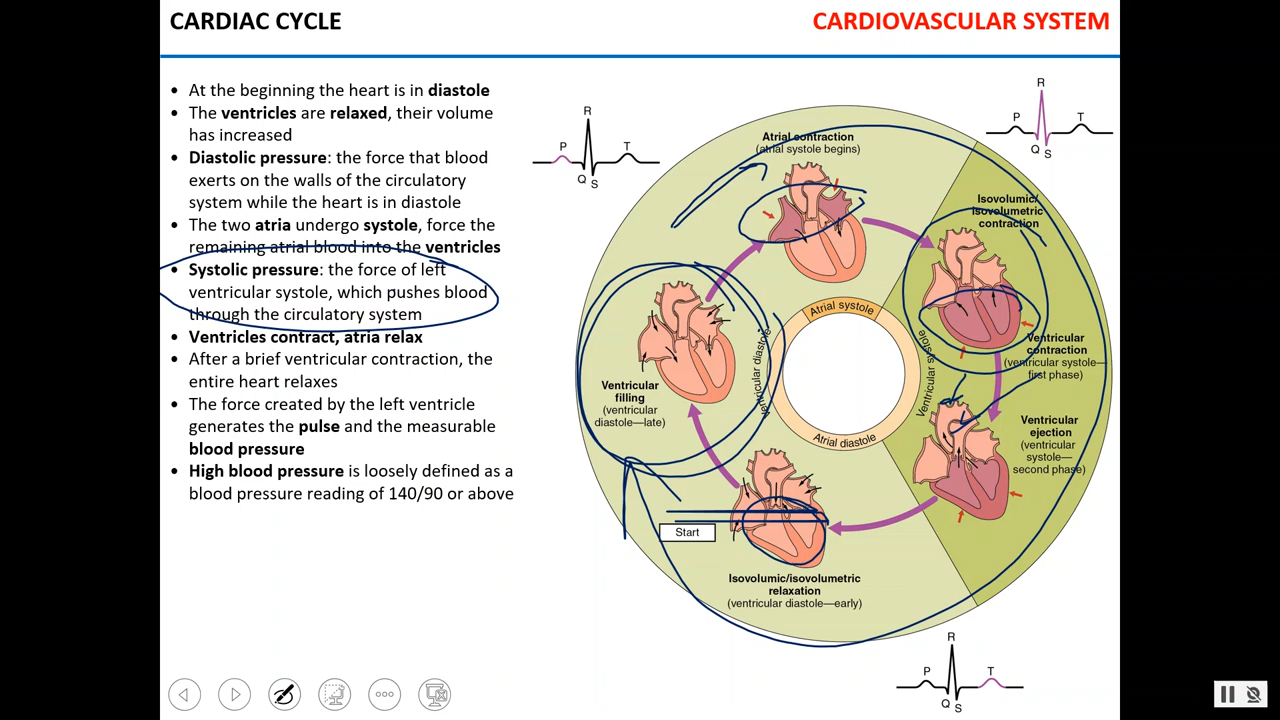 CARDIAC CYCLE
CARDIOVASCULAR SYSTEM
• At the beginning the heart is in diastole
• The ventricles are relaxed, their volume
has increased
• Diastolic pressure: the force that blood
exerts on the walls of the circulatory
system while the heart is in diastole
• The two atria undergo systole, force the
remaining atrial blood into the ventricles
• Systolic pressure: the force of left
ventricular systole, which pushes blood
through the circulatory system
• Ventricles contract, atria relax
• After a brief ventricular contraction, the
entire heart relaxes
• The force created by the left ventricle
generates the pulse and the measurable
blood pressure
• High blood pressure is loosely defined as a
blood pressure reading of 140/90 or above
R
P
T
Q
S
Atrial contraction
(atrial systole begins)
R
P
T
Q
S
Isovolumic/
isovolumetric
contraction
Ventricular
contraction
(ventricular systole—
first phase)
Ventricular
ejection
(ventricular
systole—
second phase)
Ventricular
filling
(ventricular
diastole—late)
Atrial systole
Ventricular diastole
Ventricular systole
Atrial diastole
Start
Isovolumic/isovolumetric
relaxation
(ventricular diastole—early)
R
P
T
Q
S